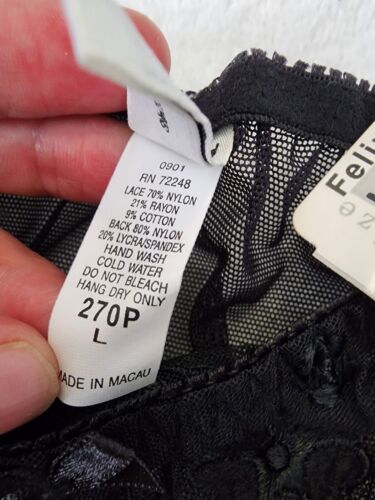 0901
RN 72248
LACE 70% NYLON
21% RAYON
9% COTTON
BACK 80% NYLON
20% LYCRA/SPANDEX
HAND WASH
COLD WATER
DO NOT BLEACH
HANG DRY ONLY
270P
L
MADE IN MACAU
Feli